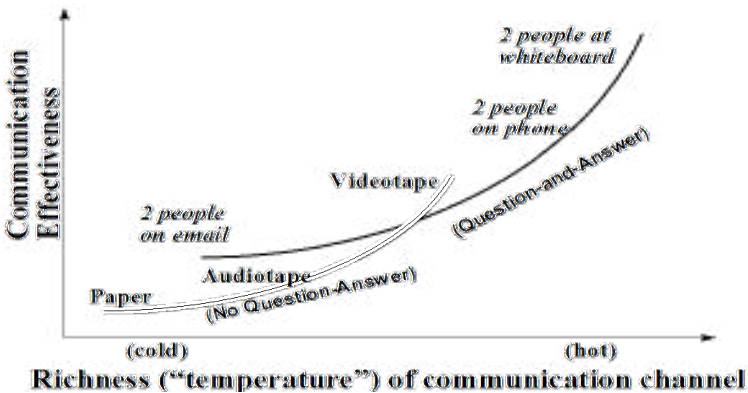 2 people at
whiteboard
2 people
on phone
Communication
Effectiveness
(Question-and-Answer)
Videotape
2 people
on email
Audiotape
(No Question-Answer)
Paper
(cold)
(hot)
Richness (“temperature”) of communication channel